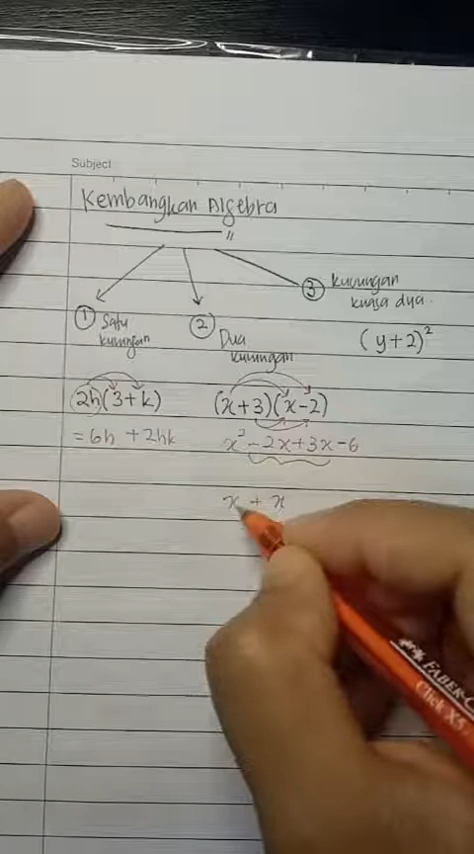 Subject
Kembangkan Algebra
① Satu
kurungan
② Dua
kurungan
③ kurungan
kuasa dua.
(y+2)²
2h(3+k)
= 6h + 2hk
(x+3)(x-2)
x² - 2x + 3x - 6
x + x
FABER-C
Click X5